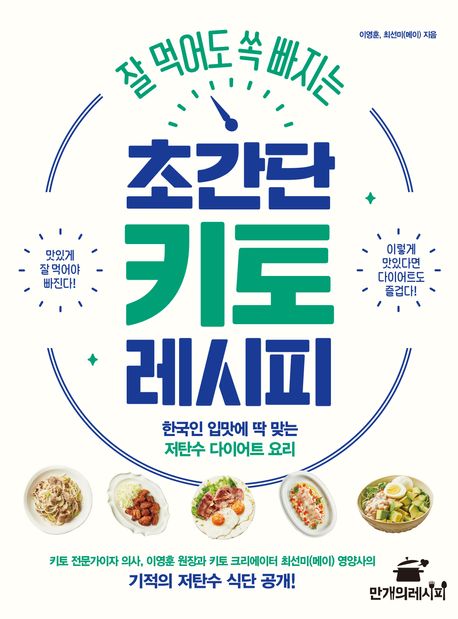 이영훈, 최선미(메이) 지음
잘 먹어도 쏙 빠지는
초간단
키토
레시피
맛있게
잘 먹어야
빠진다!
이렇게
맛있다면
다이어트도
즐겁다!
한국인 입맛에 딱 맞는
저탄수 다이어트 요리
키토 전문가이자 의사, 이영훈 원장과 키토 크리에이터 최선미(메이) 영양사의
기적의 저탄수 식단 공개!
만개의레시피